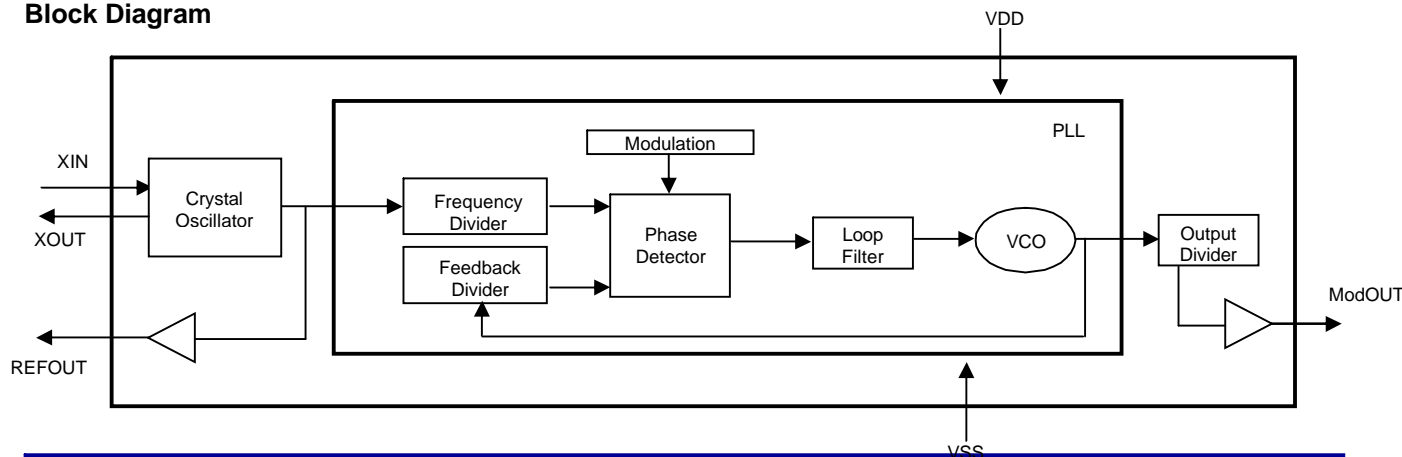 Block Diagram
VDD
PLL
Modulation
XIN
Crystal
Oscillator
XOUT
Frequency
Divider
Feedback
Divider
Phase
Detector
Loop
Filter
VCO
Output
Divider
ModOUT
REFOUT
VSS